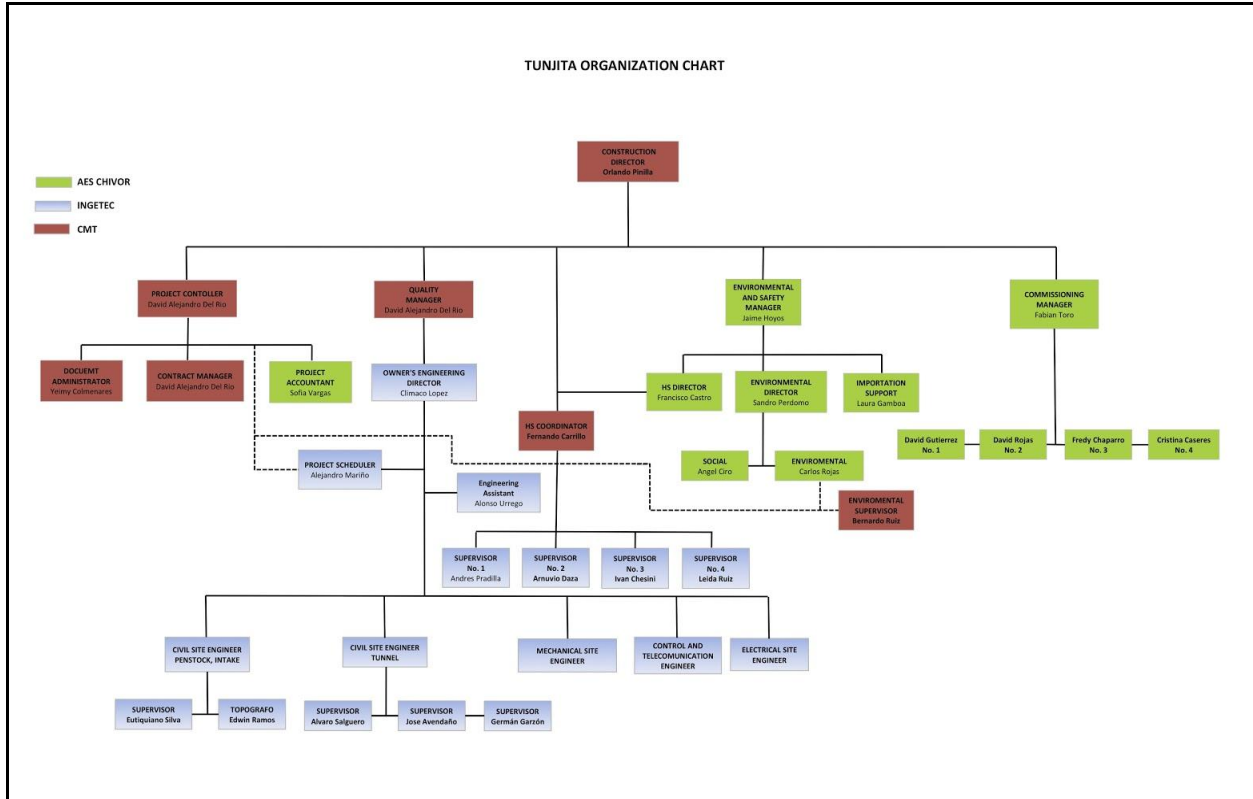 TUNJITA ORGANIZATION CHART
CONSTRUCTION
DIRECTOR
Orlando Pinilla
AES CHIVOR
INGETEC
CMT
PROJECT CONTOLLER
David Alejandro Del Rio
QUALITY
MANAGER
David Alejandro Del Rio
ENVIRONMENTAL
AND SAFETY
MANAGER
Jaime Hoyos
COMMISSIONING
MANAGER
Fabian Toro
DOCUEMT
ADMINISTRATOR
Yeimy Colmenares
CONTRACT MANAGER
David Alejandro Del Rio
PROJECT
ACCOUNTANT
Sofia Vargas
OWNER'S ENGINEERING
DIRECTOR
Climaco Lopez
HS DIRECTOR
Francisco Castro
ENVIRONMENTAL
DIRECTOR
Sandro Perdomo
IMPORTATION
SUPPORT
Laura Gamboa
HS COORDINATOR
Fernando Carrillo
David Gutierrez
No. 1
David Rojas
No. 2
Fredy Chaparro
No. 3
Cristina Caseres
No. 4
PROJECT SCHEDULER
Alejandro Mariño
SOCIAL
Angel Ciro
ENVIROMENTAL
Carlos Rojas
Engineering
Assistant
Alonso Urrego
ENVIROMENTAL
SUPERVISOR
Bernardo Ruiz
SUPERVISOR
No. 1
Andres Pradilla
SUPERVISOR
No. 2
Arnuvio Daza
SUPERVISOR
No. 3
Ivan Chesini
SUPERVISOR
No. 4
Leida Ruiz
CIVIL SITE ENGINEER
PENSTOCK, INTAKE
CIVIL SITE ENGINEER
TUNNEL
MECHANICAL SITE
ENGINEER
CONTROL AND
TELECOMUNICATION
ENGINEER
ELECTRICAL SITE
ENGINEER
SUPERVISOR
Eutiquiano Silva
TOPOGRAFO
Edwin Ramos
SUPERVISOR
Alvaro Salguero
SUPERVISOR
Jose Avendaño
SUPERVISOR
Germán Garzón